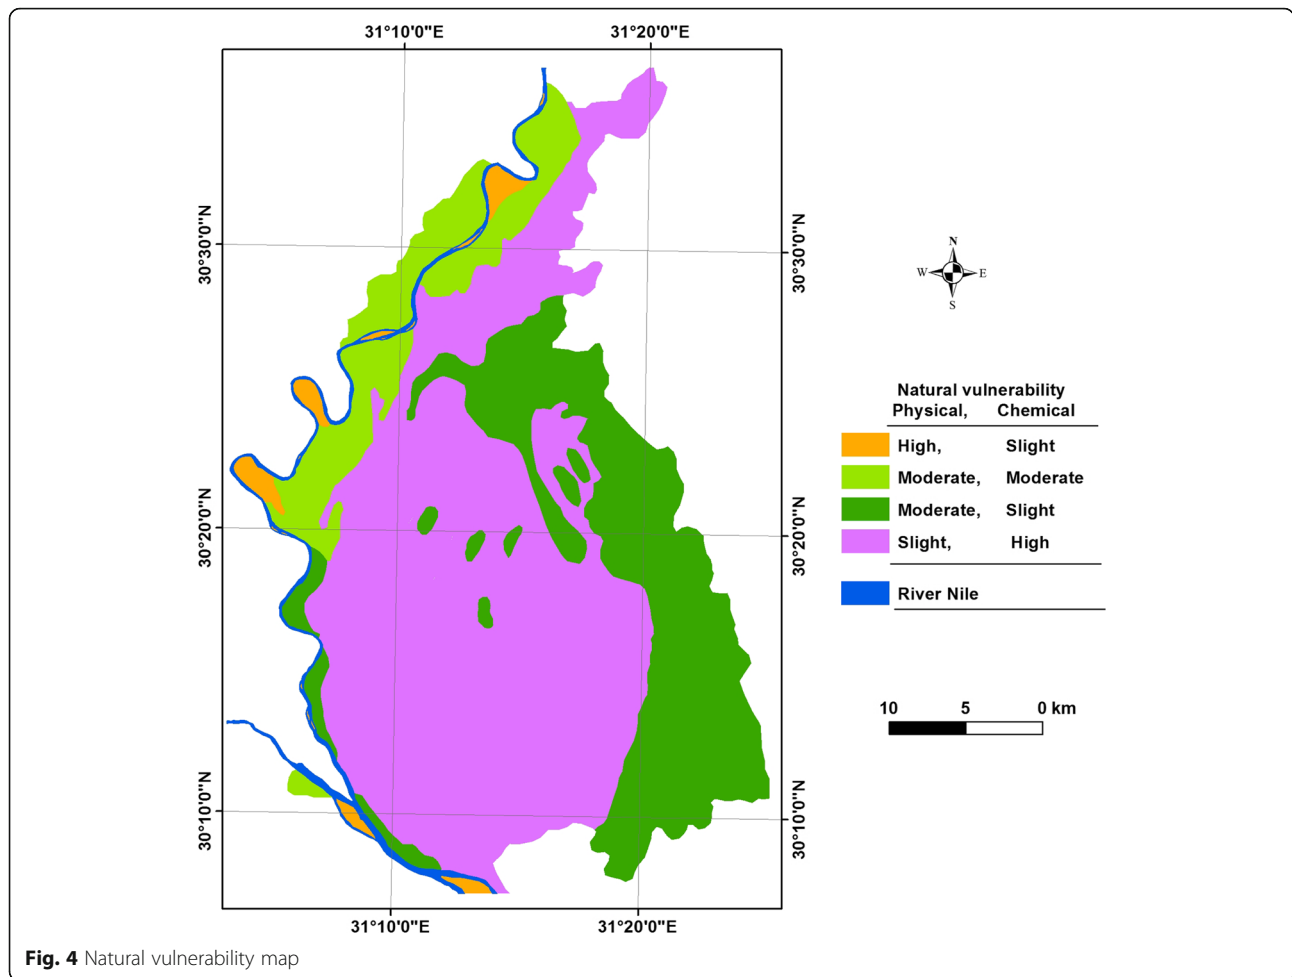 31°10'0"E 31°20'0"E
30°30'0"N 30°30'0"N
N
W E
S
Natural vulnerability
Physical, Chemical
High, Slight
Moderate, Moderate
Moderate, Slight
Slight, High
River Nile
30°20'0"N 30°20'0"N
10 5 0 km
30°10'0"N 30°10'0"N
31°10'0"E 31°20'0"E
Fig. 4 Natural vulnerability map